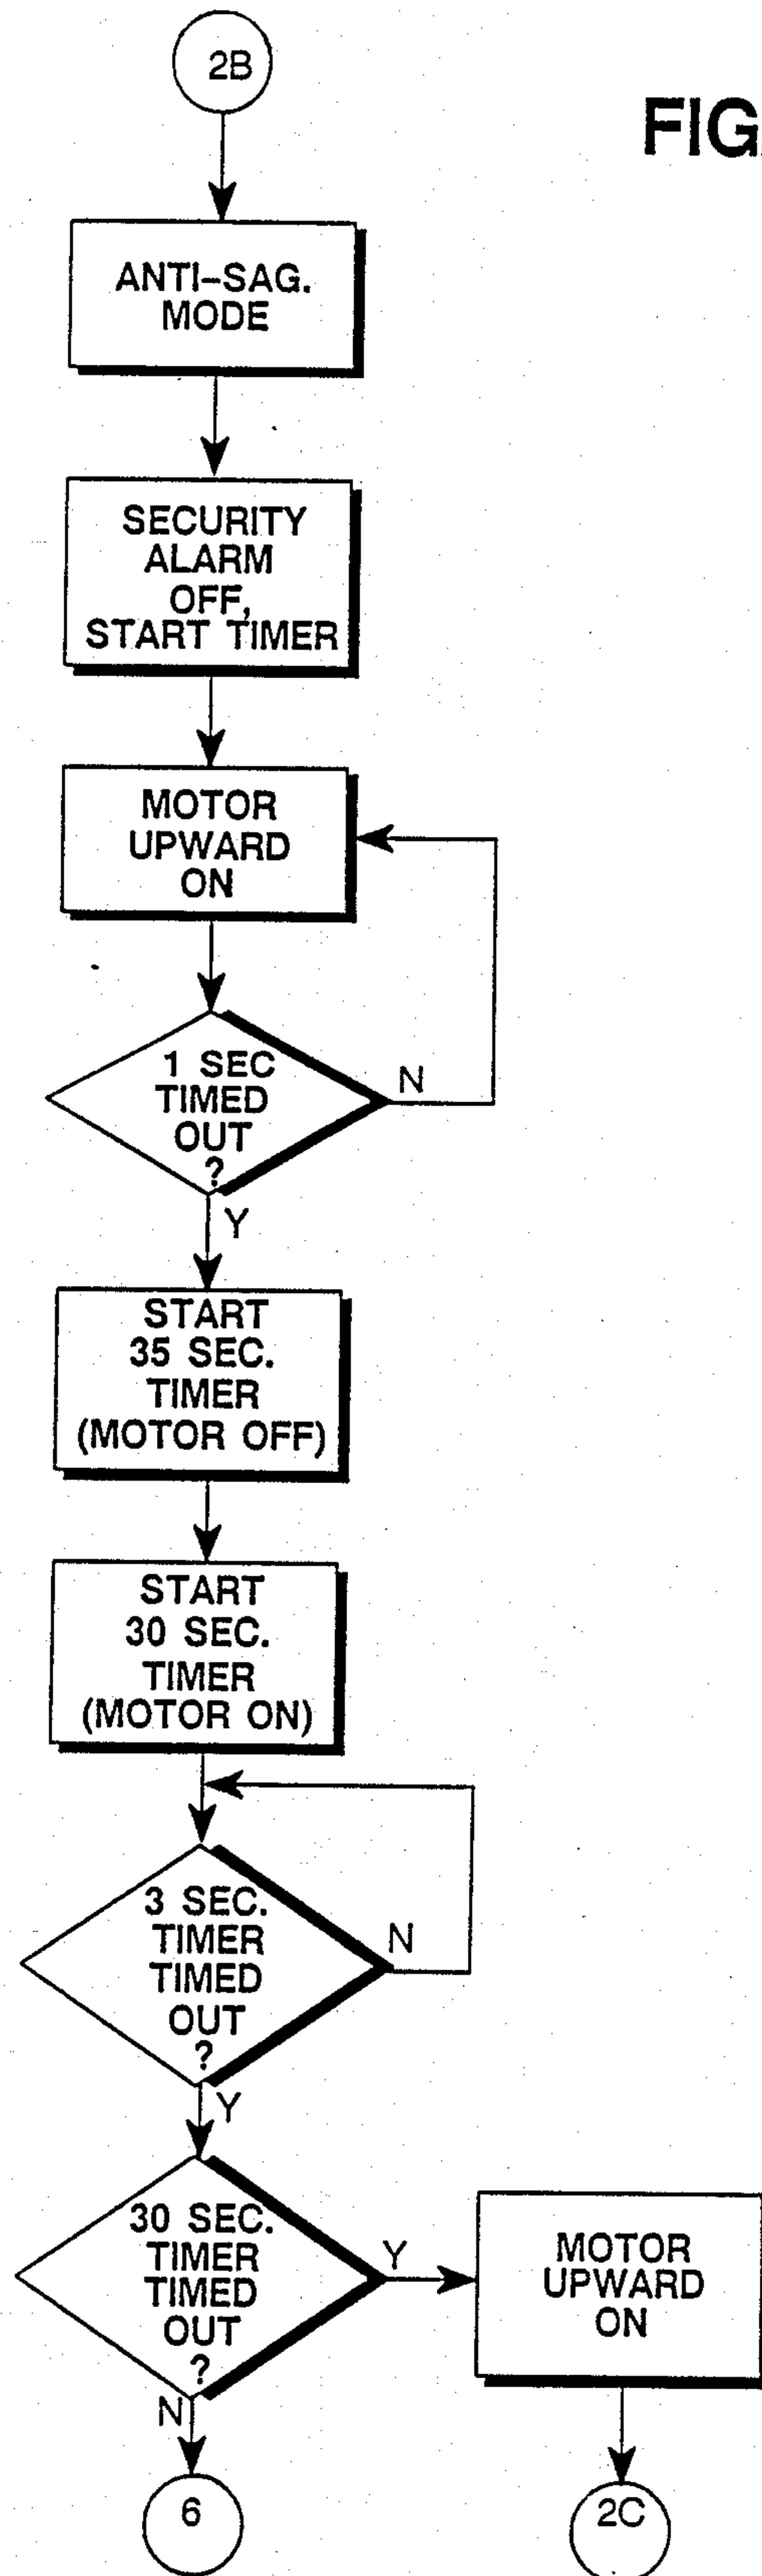 2B
FIG.
ANTI-SAG.
MODE
SECURITY
ALARM
OFF,
START TIMER
MOTOR
UPWARD
ON
1 SEC
TIMED
OUT
?
N
Y
START
35 SEC.
TIMER
(MOTOR OFF)
START
30 SEC.
TIMER
(MOTOR ON)
3 SEC.
TIMER
TIMED
OUT
?
N
Y
30 SEC.
TIMER
TIMED
OUT
?
Y
N
MOTOR
UPWARD
ON
6
2C